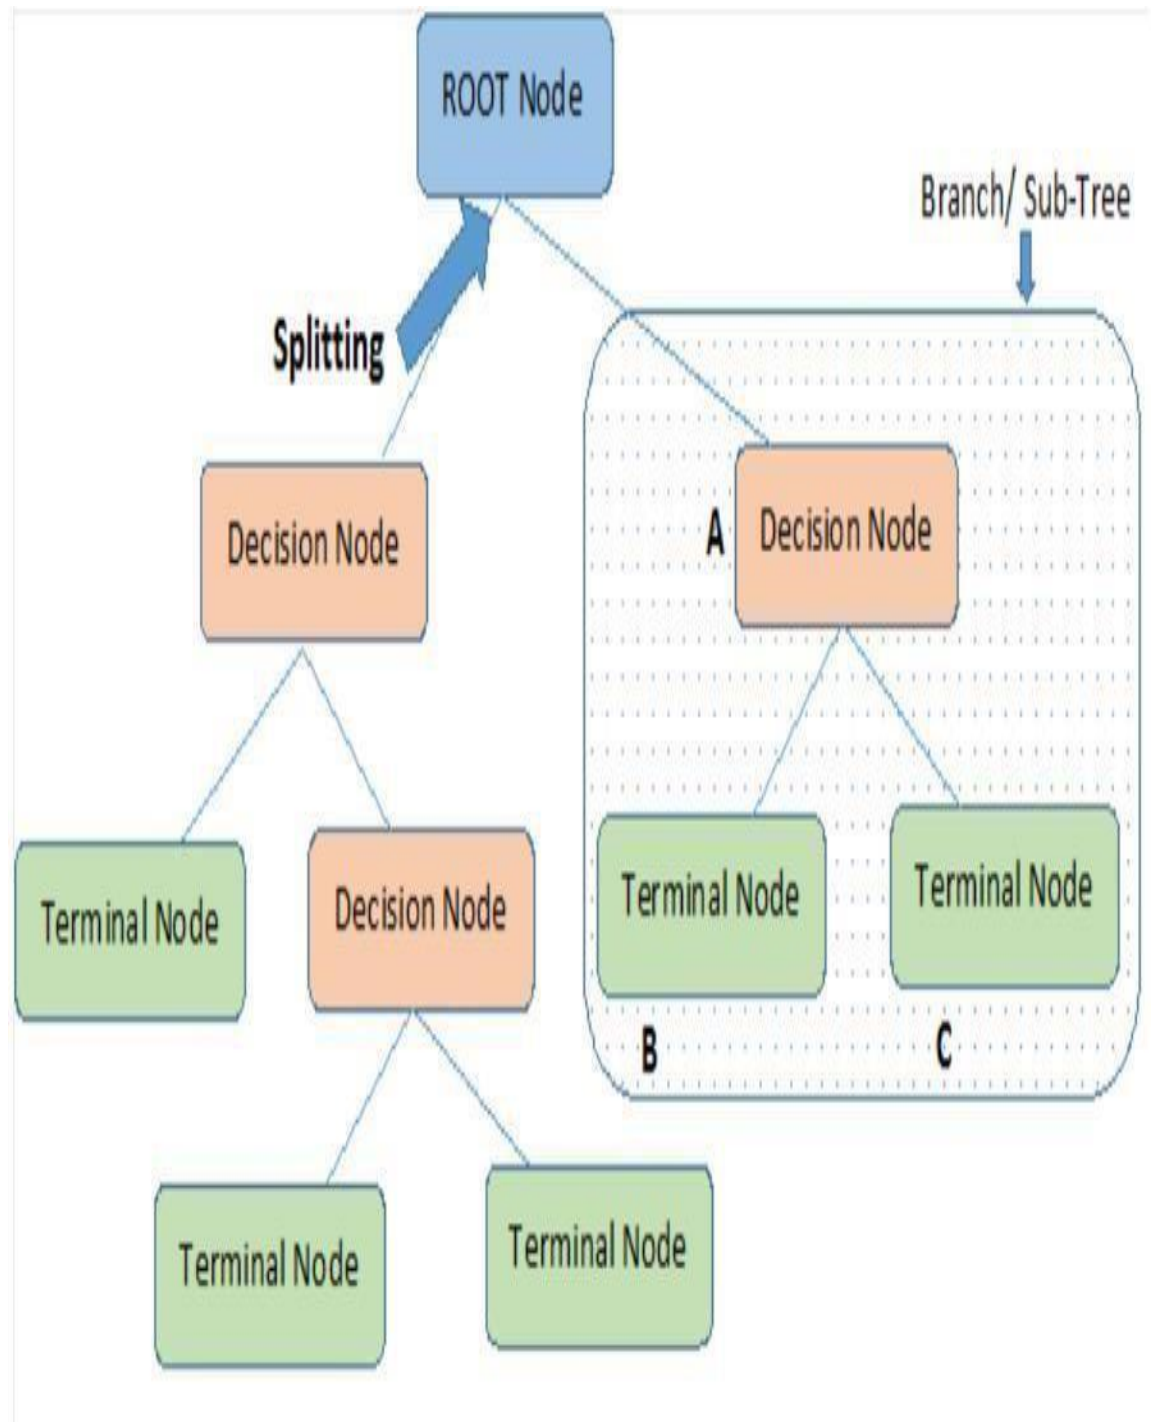 ROOT Node
Branch/ Sub-Tree
Splitting
Decision Node
A
Decision Node
Terminal Node
Decision Node
Terminal Node
Terminal Node
B
C
Terminal Node
Terminal Node